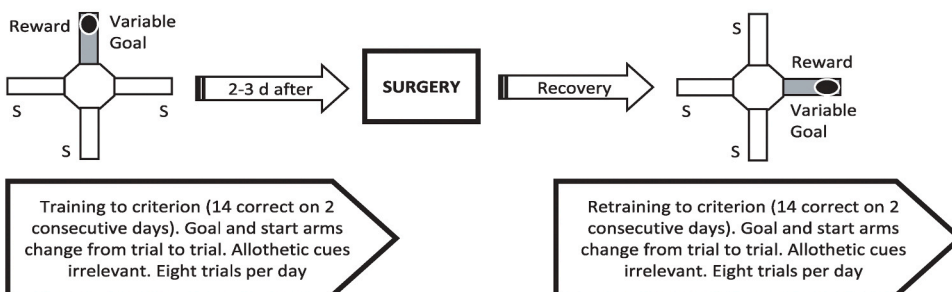 Reward
Variable
Goal
S
S
S
2-3 d after
SURGERY
Recovery
S
Reward
S
Variable
Goal
S
Training to criterion (14 correct on 2
consecutive days). Goal and start arms
change from trial to trial. Allothetic cues
irrelevant. Eight trials per day
Retraining to criterion (14 correct on 2
consecutive days). Goal and start arms
change from trial to trial. Allothetic cues
irrelevant. Eight trials per day